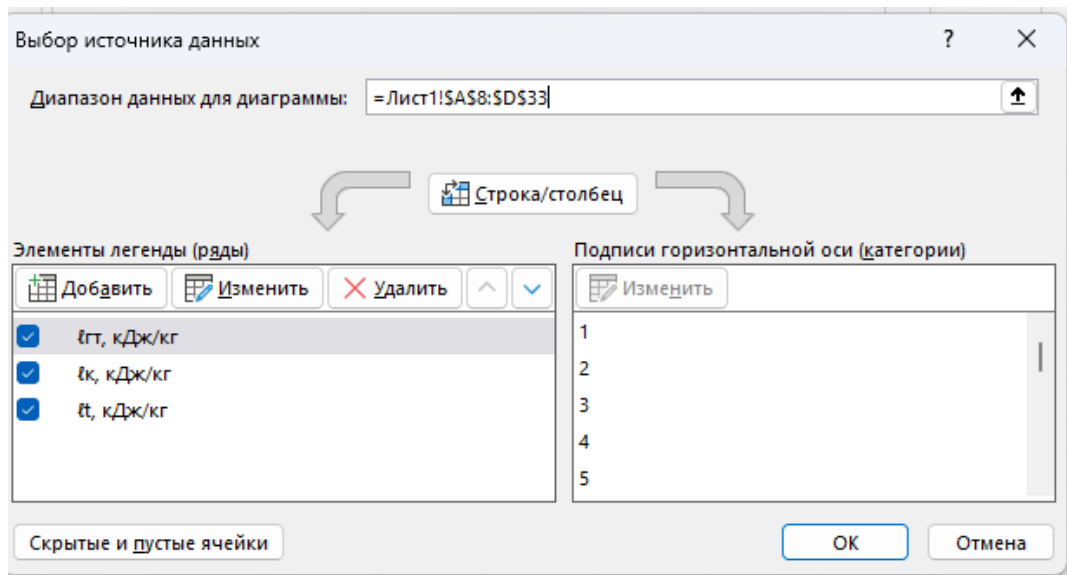 Выбор источника данных ? ×
Диапазон данных для диаграммы: =Лист1!$A$8:$D$33
Строка/столбец
Элементы легенды (ряды) Подписи горизонтальной оси (категории)
Добавить Изменить Удалить Изменить
ℓгт, кДж/кг 1
ℓк, кДж/кг 2
ℓt, кДж/кг 3
4
5
Скрытые и пустые ячейки ОК Отмена